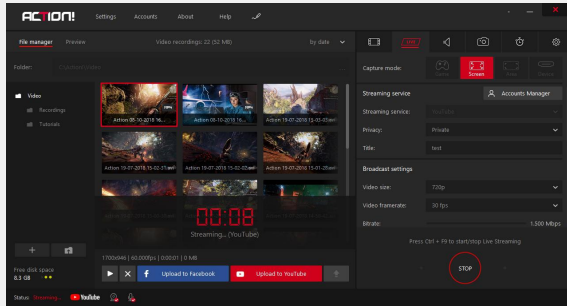 ACTION!
Settings Accounts About Help
File manager Preview Video recordings: 22 (52 MB) by date
Folder:
Video
Recordings
Tutorials
Action 08-10-2018 16...
Action 08-10-2018 16...
Action 19-07-2018 15-03-03
Action 19-07-2018 15-02-31
Action 19-07-2018 15-02-02
Action 19-07-2018 15-01-28
00:08
Streaming... (YouTube)
1700x946 | 60.000fps | 0:00:01 | 0 MB
Upload to Facebook
Upload to YouTube
Free disk space
8.3 GB
Status: Streaming... YouTube
LIVE
Capture mode:
Screen
Streaming service
Accounts Manager
Streaming service: YouTube
Privacy: Private
Title: test
Broadcast settings
Video size: 720p
Video framerate: 30 fps
Bitrate: 1.500 Mbps
Press Ctrl + F9 to start/stop Live Streaming
STOP